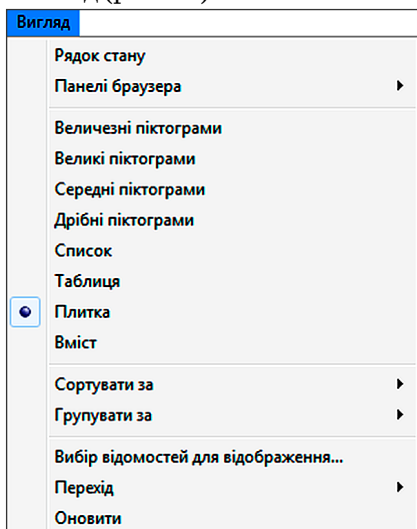 Вигляд
Рядок стану
Панелі браузера
Величезні піктограми
Великі піктограми
Середні піктограми
Дрібні піктограми
Список
Таблиця
Плитка
Вміст
Сортувати за
Групувати за
Вибір відомостей для відображення...
Перехід
Оновити